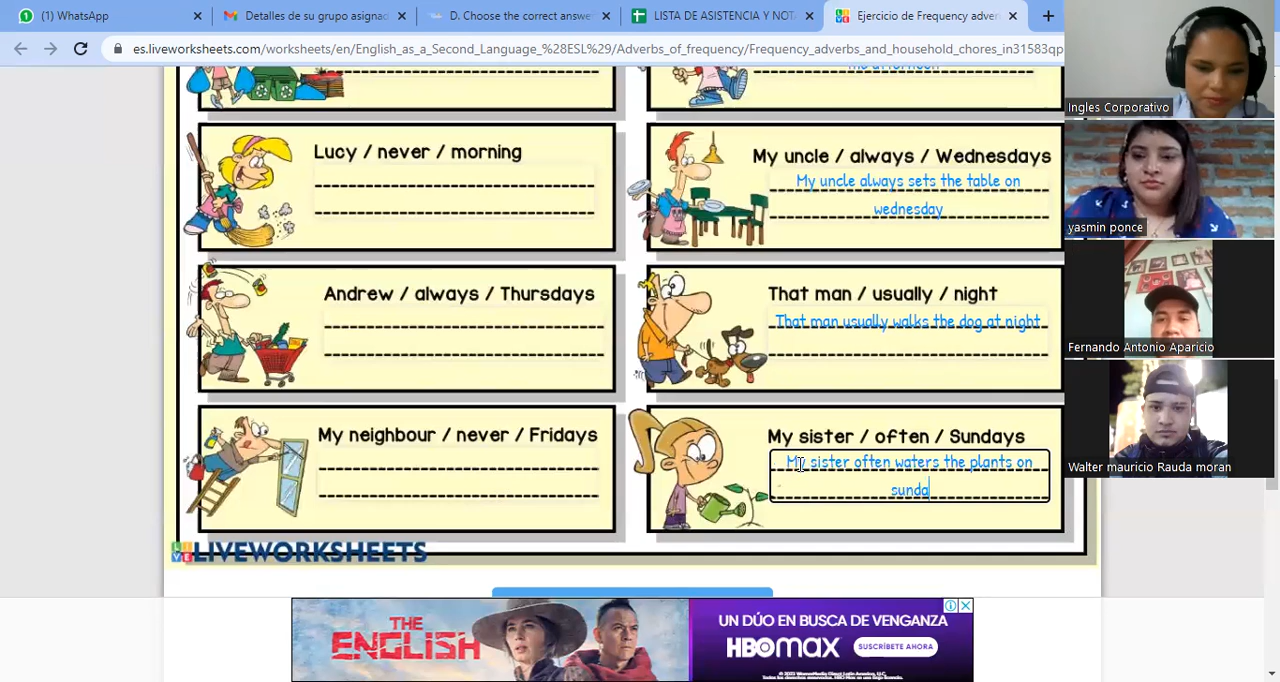 (1) WhatsApp
Detalles de su grupo asignad
D. Choose the correct answe
LISTA DE ASISTENCIA Y NOT
Ejercicio de Frequency adver
es.liveworksheets.com/worksheets/en/English_as_a_Second_Language_%28ESL%29/Adverbs_of_frequency/Frequency_adverbs_and_household_chores_in31583qp
the afternoon
Lucy / never / morning
My uncle / always / Wednesdays
My uncle always sets the table on
wednesday
Andrew / always / Thursdays
That man / usually / night
That man usually walks the dog at night
My neighbour / never / Fridays
My sister / often / Sundays
My sister often waters the plants on
sunda
LIVEWORKSHEETS
THE
ENGLISH
UN DÚO EN BUSCA DE VENGANZA
HBOMAX
SUSCRÍBETE AHORA
Ingles Corporativo
yasmin ponce
Fernando Antonio Aparicio
Walter mauricio Rauda moran